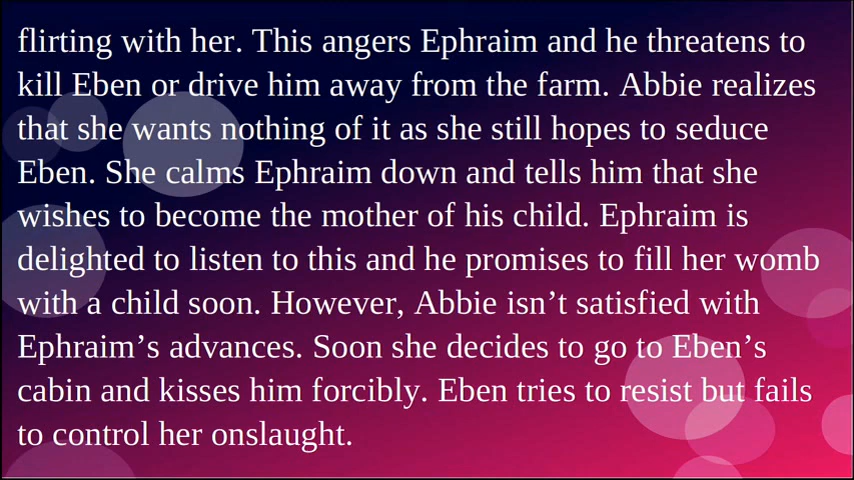 flirting with her. This angers Ephraim and he threatens to
kill Eben or drive him away from the farm. Abbie realizes
that she wants nothing of it as she still hopes to seduce
Eben. She calms Ephraim down and tells him that she
wishes to become the mother of his child. Ephraim is
delighted to listen to this and he promises to fill her womb
with a child soon. However, Abbie isn’t satisfied with
Ephraim’s advances. Soon she decides to go to Eben’s
cabin and kisses him forcibly. Eben tries to resist but fails
to control her onslaught.